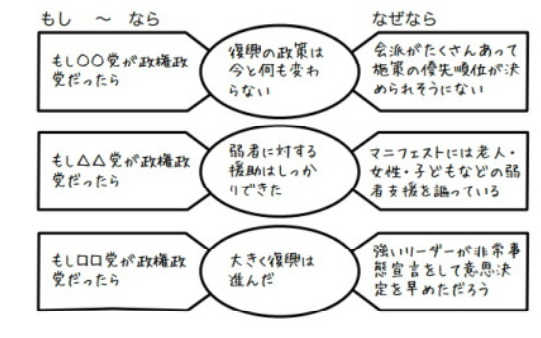 もし　～　なら
なぜなら
もし〇〇党が政権政
党だったら
復興の政策は
今と何も変わ
らない
会派がたくさんあって
施策の優先順位が決
められそうにない
もし△△党が政権政
党だったら
弱者に対する
援助はしっか
りできた
マニフェストには老人・
女性・子どもなどの弱
者支援を謳っている
もし□□党が政権政
党だったら
大きく復興は
進んだ
強いリーダーが非常事
態宣言をして意思決
定を早めただろう